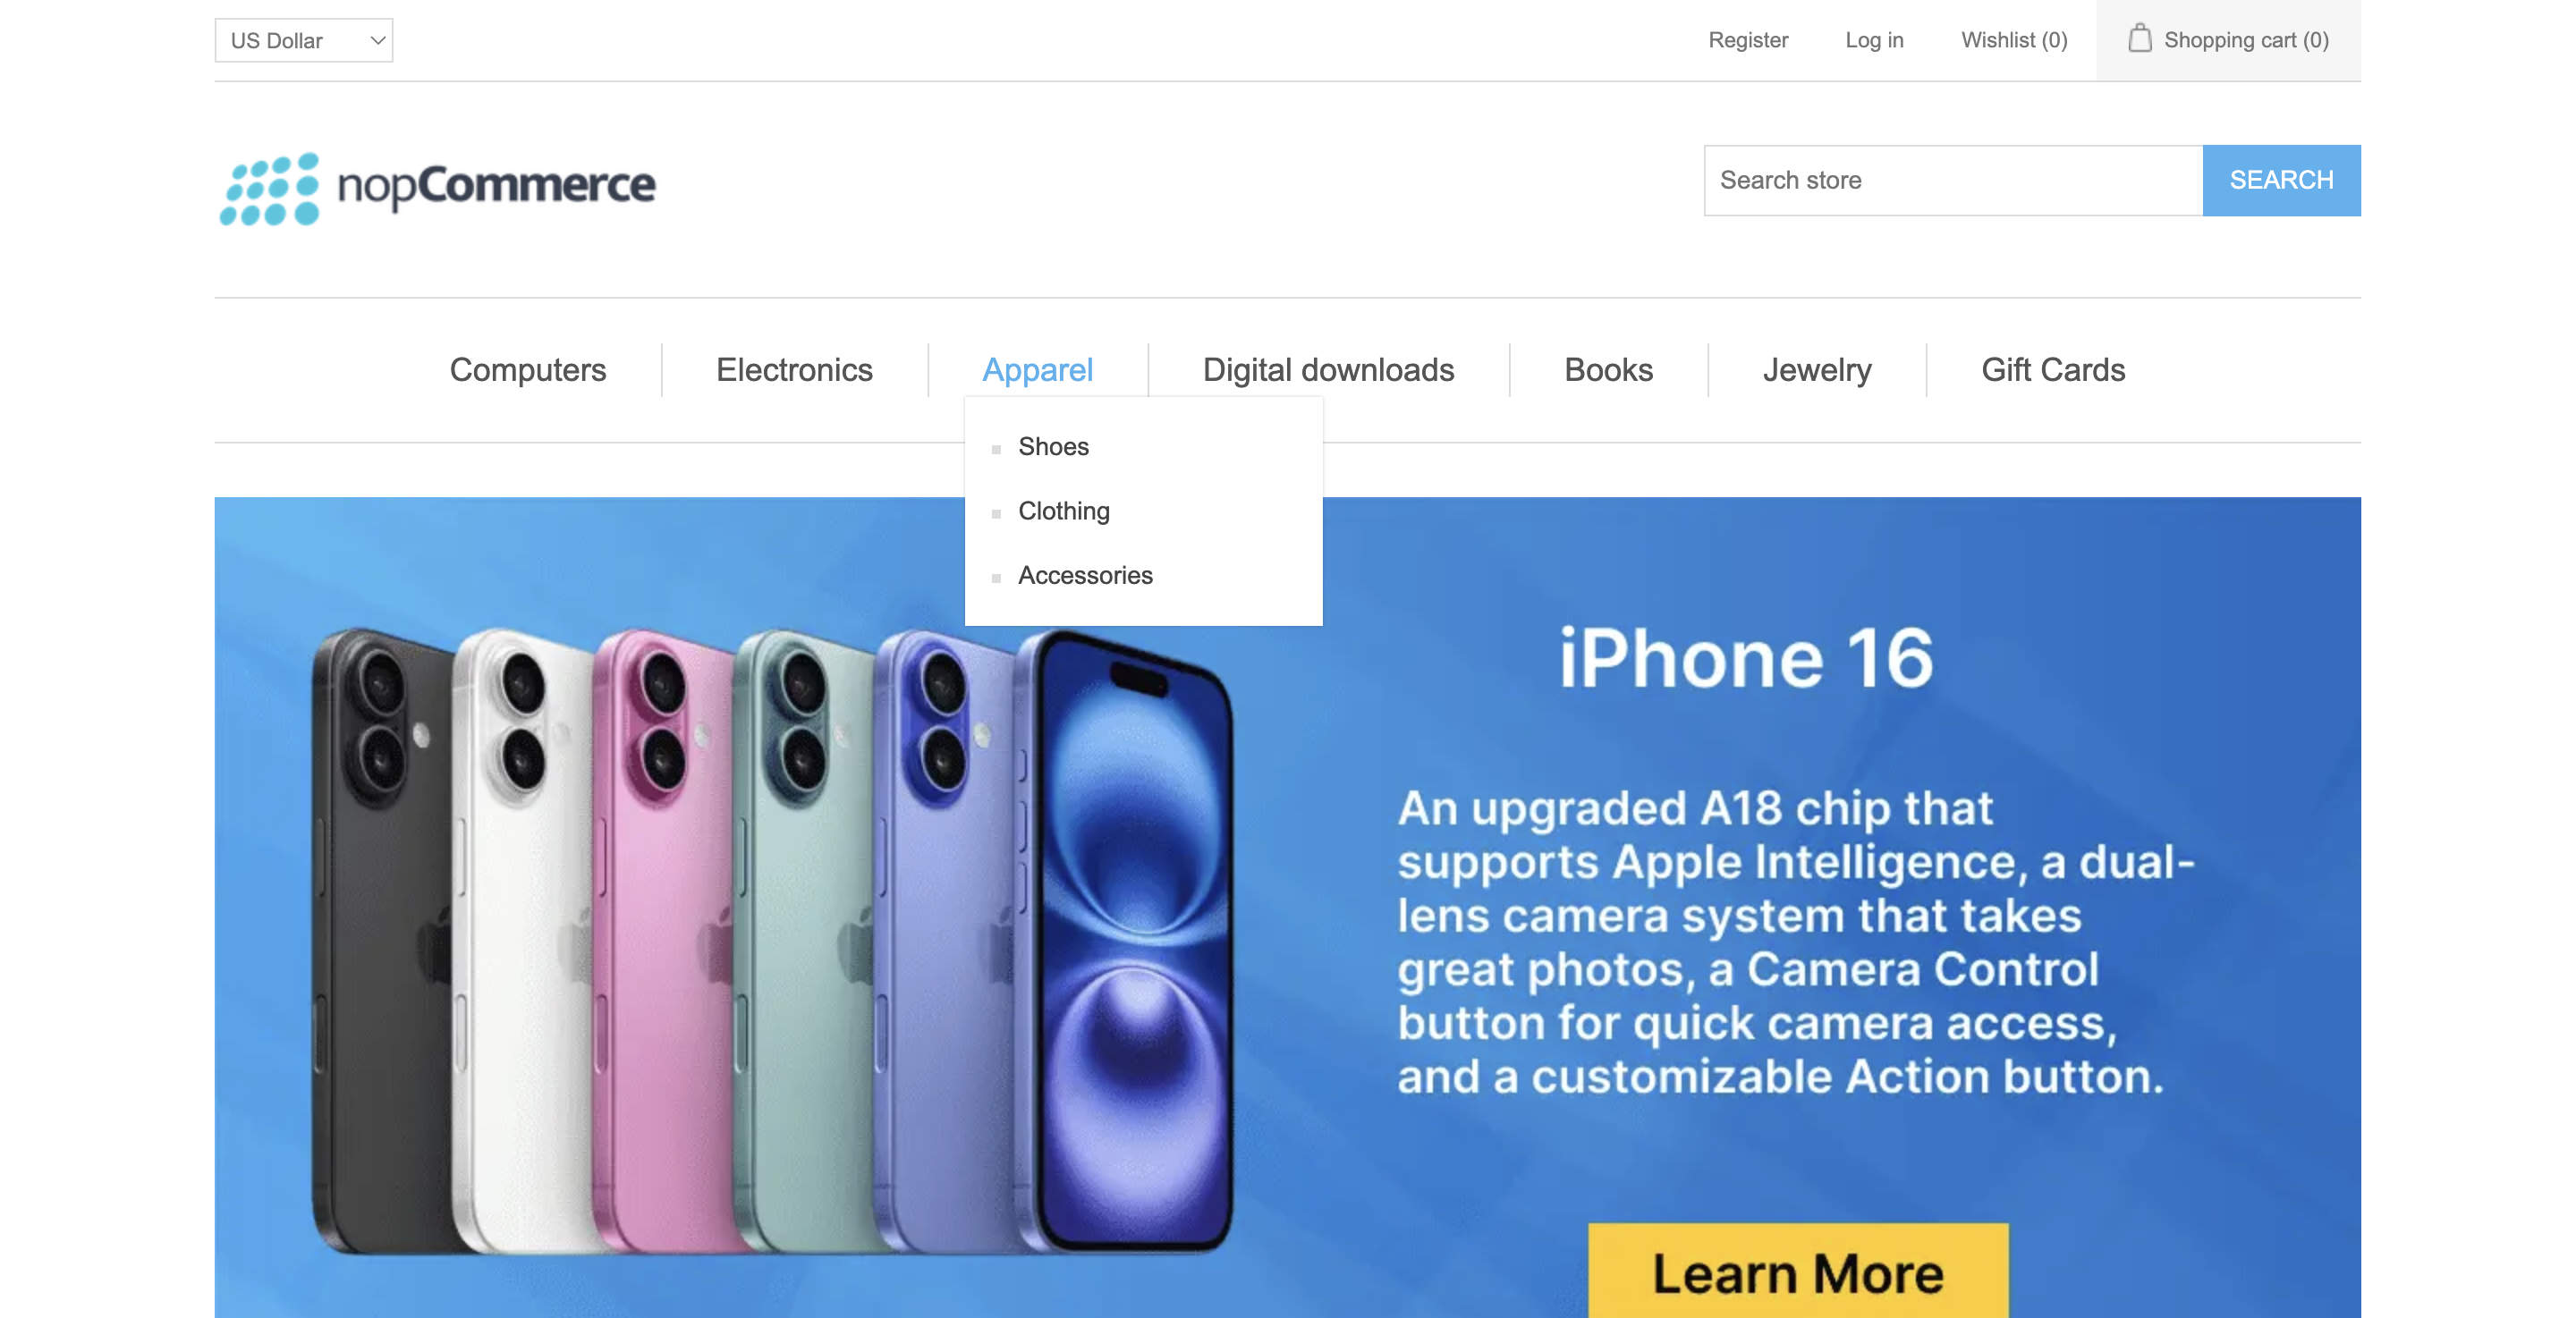 US Dollar
Register
Log in
Wishlist (0)
Shopping cart (0)
nopCommerce
Search store
SEARCH
Computers
Electronics
Apparel
Digital downloads
Books
Jewelry
Gift Cards
Shoes
Clothing
Accessories
iPhone 16
An upgraded A18 chip that
supports Apple Intelligence, a dual-
lens camera system that takes
great photos, a Camera Control
button for quick camera access,
and a customizable Action button.
Learn More